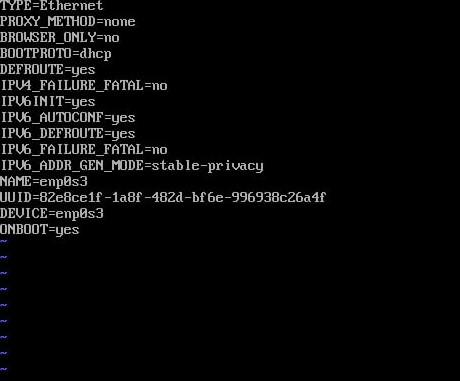 TYPE=Ethernet
PROXY_METHOD=none
BROWSER_ONLY=no
BOOTPROTO=dhcp
DEFROUTE=yes
IPV4_FAILURE_FATAL=no
IPV6INIT=yes
IPV6_AUTOCONF=yes
IPV6_DEFROUTE=yes
IPV6_FAILURE_FATAL=no
IPV6_ADDR_GEN_MODE=stable-privacy
NAME=enp0s3
UUID=82e8ce1f-1a8f-482d-bf6e-996938c26a4f
DEVICE=enp0s3
ONBOOT=yes
~
~
~
~
~
~
~
~
~